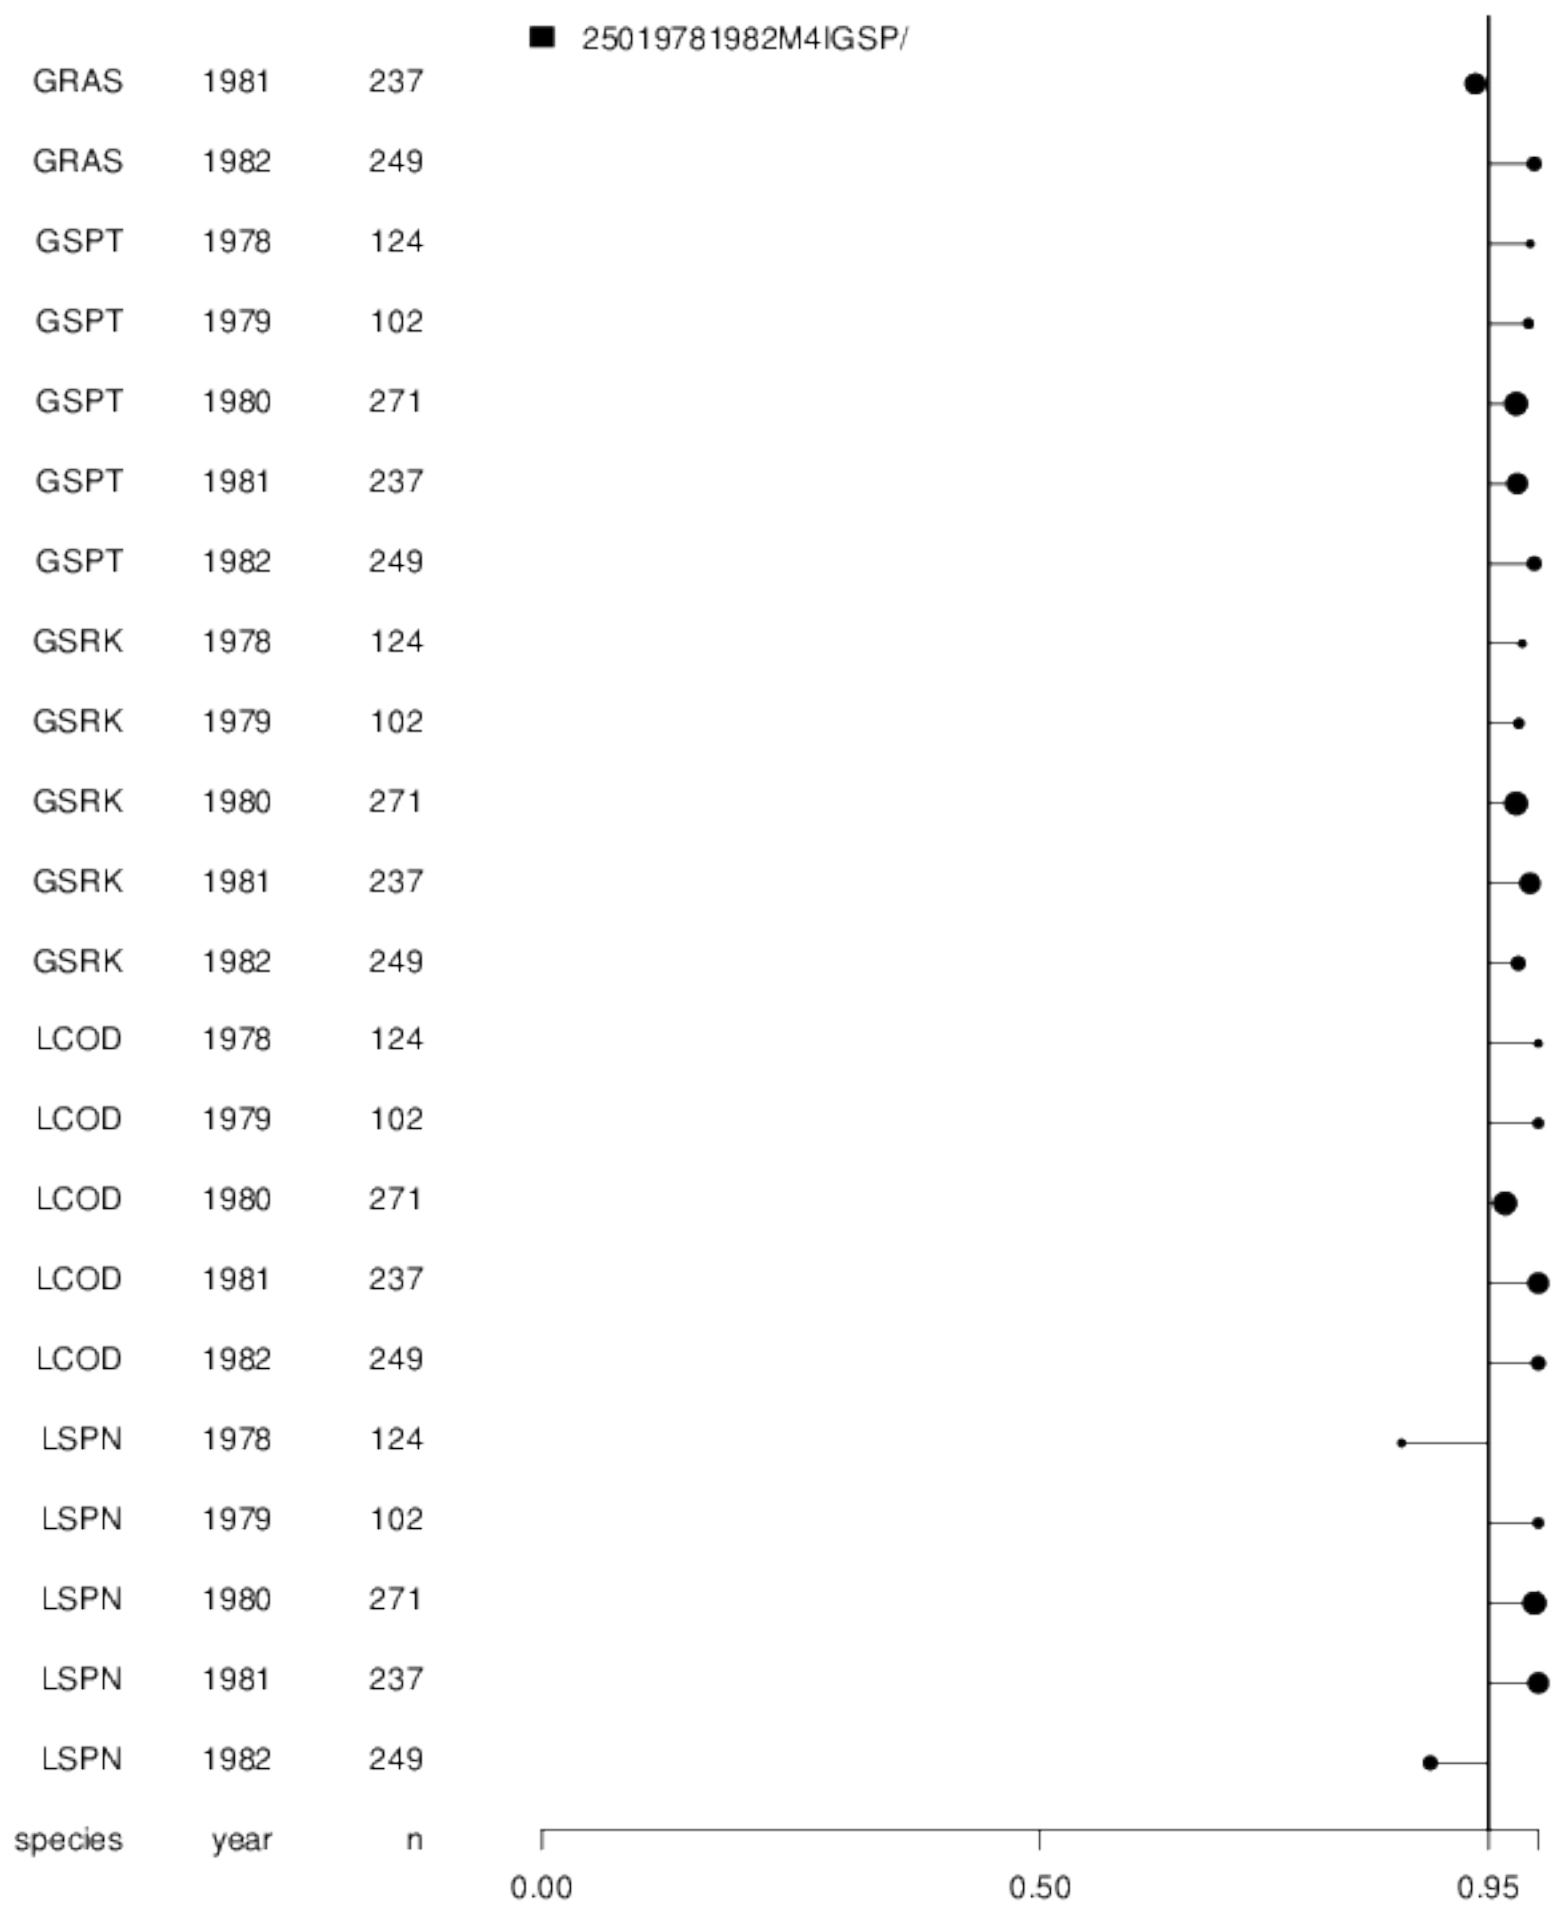 25019781982M4IGSP/
GRAS 1981 237
GRAS 1982 249
GSPT 1978 124
GSPT 1979 102
GSPT 1980 271
GSPT 1981 237
GSPT 1982 249
GSRK 1978 124
GSRK 1979 102
GSRK 1980 271
GSRK 1981 237
GSRK 1982 249
LCOD 1978 124
LCOD 1979 102
LCOD 1980 271
LCOD 1981 237
LCOD 1982 249
LSPN 1978 124
LSPN 1979 102
LSPN 1980 271
LSPN 1981 237
LSPN 1982 249
species year n
0.00 0.50 0.95